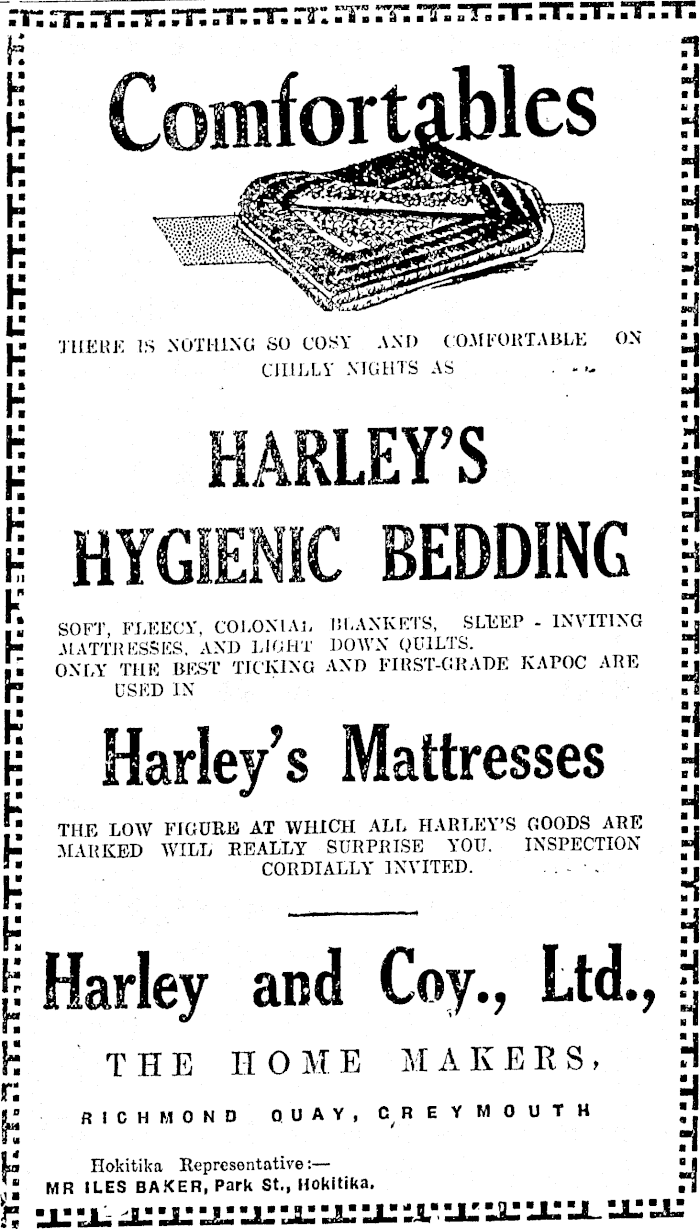 Comfortables
THERE IS NOTHING SO COSY AND COMFORTABLE ON
CHILLY NIGHTS AS
HARLEY'S
HYGIENIC BEDDING
SOFT, FLEECY, COLONIAL BLANKETS, SLEEP - INVITING
MATTRESSES, AND LIGHT DOWN QUILTS.
ONLY THE BEST TICKING AND FIRST-GRADE KAPOC ARE
USED IN
Harley's Mattresses
THE LOW FIGURE AT WHICH ALL HARLEY'S GOODS ARE
MARKED WILL REALLY SURPRISE YOU. INSPECTION
CORDIALLY INVITED.
Harley and Coy., Ltd.,
THE HOME MAKERS,
RICHMOND QUAY, GREYMOUTH
Hokitika Representative:—
MR ILES BAKER, Park St., Hokitika.